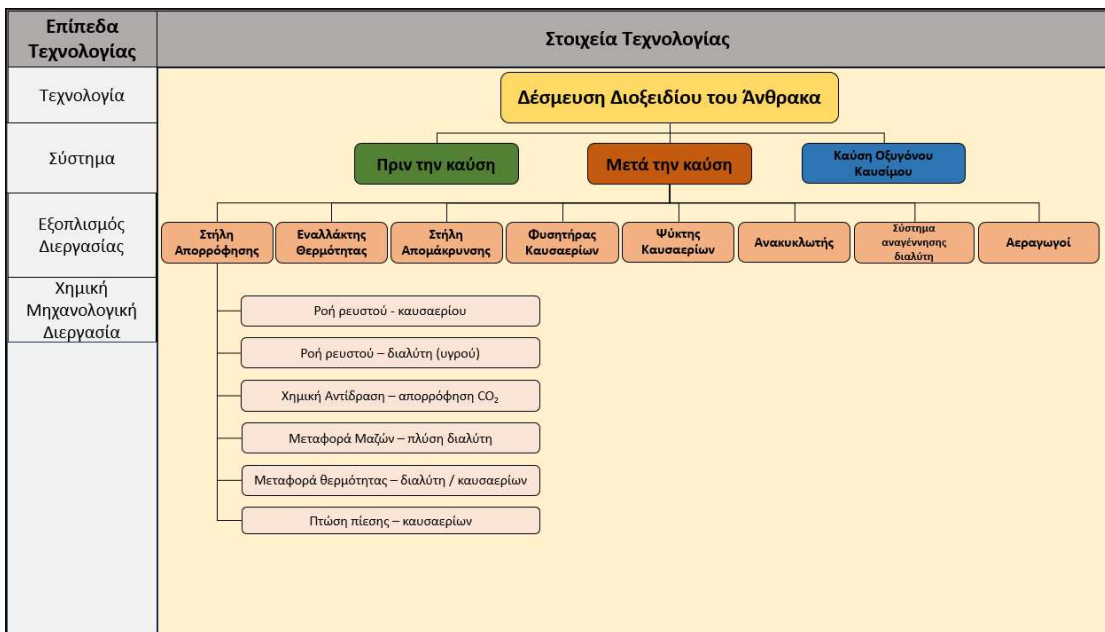 Επίπεδα
Τεχνολογίας
Στοιχεία Τεχνολογίας
Τεχνολογία
Δέσμευση Διοξειδίου του Άνθρακα
Σύστημα
Πριν την καύση
Μετά την καύση
Καύση Οξυγόνου
Καυσίμου
Εξοπλισμός
Διεργασίας
Στήλη
Απορρόφησης
Εναλλάκτης
Θερμότητας
Στήλη
Απομάκρυνσης
Φυσητήρας
Καυσαερίων
Ψύκτης
Καυσαερίων
Ανακυκλωτής
Σύστημα
αναγέννησης
διαλύτη
Αεραγωγοί
Χημική
Μηχανολογική
Διεργασία
Ροή ρευστού - καυσαερίου
Ροή ρευστού – διαλύτη (υγρού)
Χημική Αντίδραση – απορρόφηση CO₂
Μεταφορά Μαζών – πλύση διαλύτη
Μεταφορά θερμότητας – διαλύτη / καυσαερίων
Πτώση πίεσης – καυσαερίων